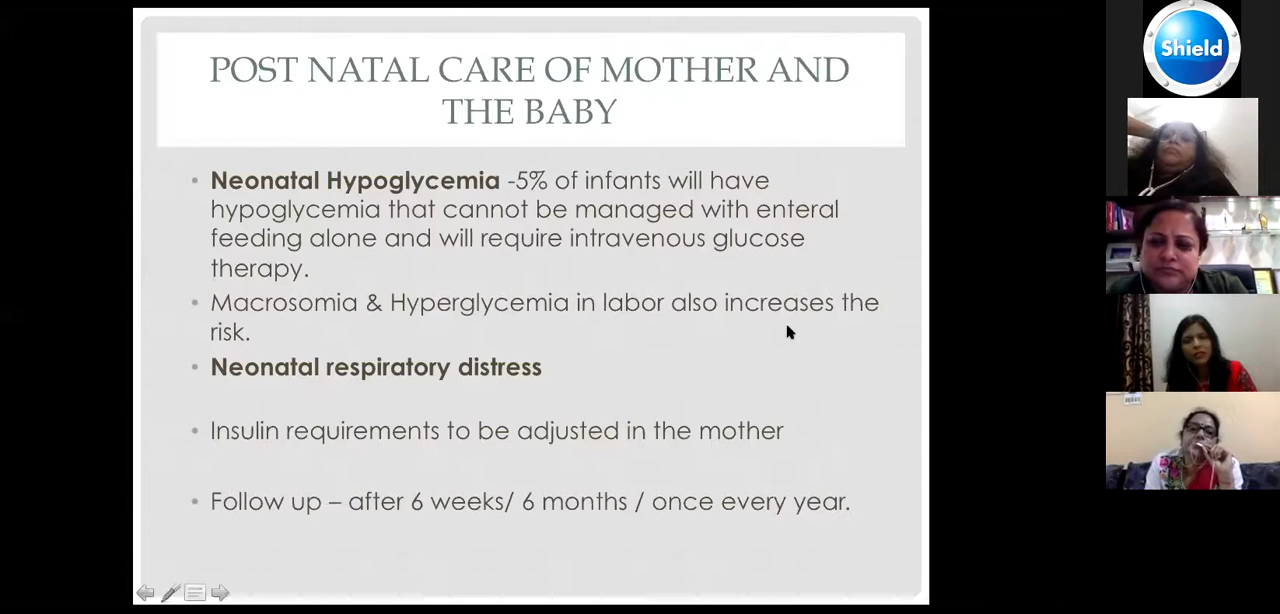 POST NATAL CARE OF MOTHER AND
THE BABY
• Neonatal Hypoglycemia -5% of infants will have
hypoglycemia that cannot be managed with enteral
feeding alone and will require intravenous glucose
therapy.
• Macrosomia & Hyperglycemia in labor also increases the
risk.
• Neonatal respiratory distress
• Insulin requirements to be adjusted in the mother
• Follow up – after 6 weeks/ 6 months / once every year.
Shield